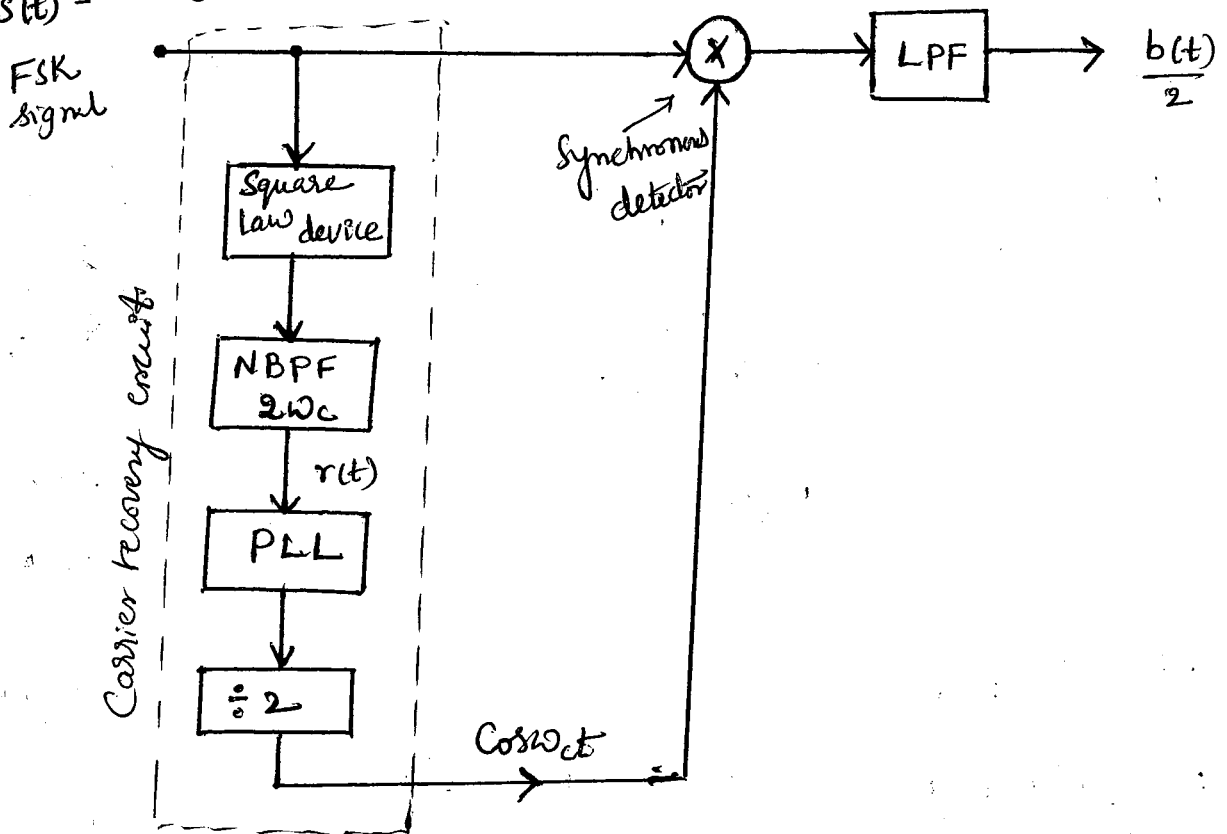 s(t) =
FSK
signal
X
LPF
b(t)
2
Synchronous
detector
Square
law device
NBPF
2ωc
r(t)
PLL
÷ 2
Cosωct
Carrier recovery circuit